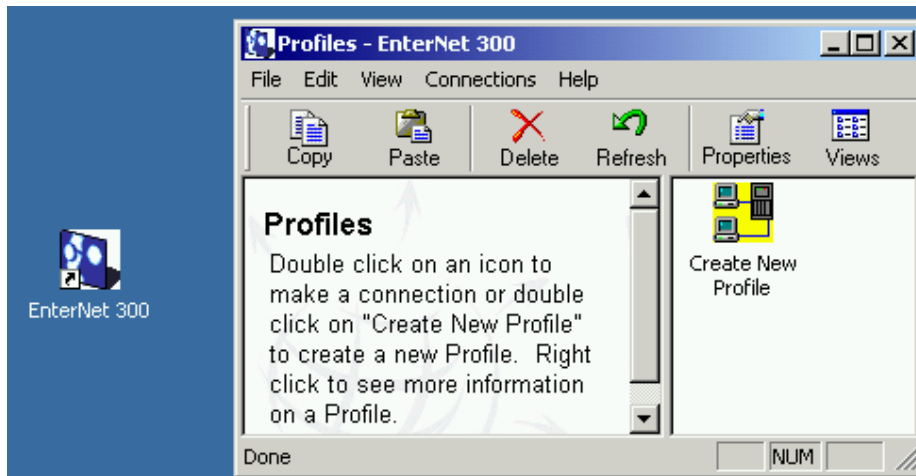 Profiles - EnterNet 300
File Edit View Connections Help
Copy Paste Delete Refresh Properties Views
Profiles
Double click on an icon to
make a connection or double
click on "Create New Profile"
to create a new Profile. Right
click to see more information
on a Profile.
Create New
Profile
EnterNet 300
Done
NUM